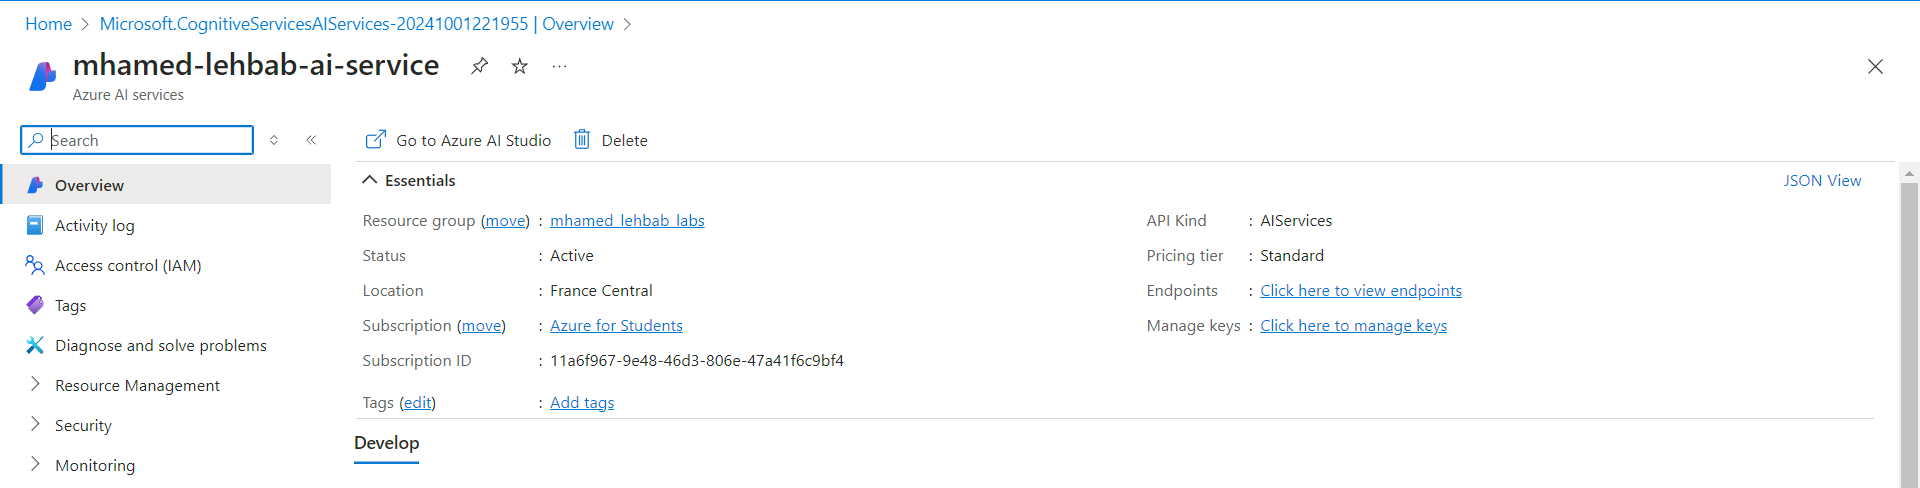 Home > Microsoft.CognitiveServicesAIServices-20241001221955 | Overview >
mhamed-lehbab-ai-service
Azure AI services
Search
Go to Azure AI Studio
Delete
Overview
Activity log
Access control (IAM)
Tags
Diagnose and solve problems
Resource Management
Security
Monitoring
Essentials
JSON View
Resource group (move) : mhamed_lehbab_labs
Status : Active
Location : France Central
Subscription (move) : Azure for Students
Subscription ID : 11a6f967-9e48-46d3-806e-47a41f6c9bf4
Tags (edit) : Add tags
API Kind : AIServices
Pricing tier : Standard
Endpoints : Click here to view endpoints
Manage keys : Click here to manage keys
Develop